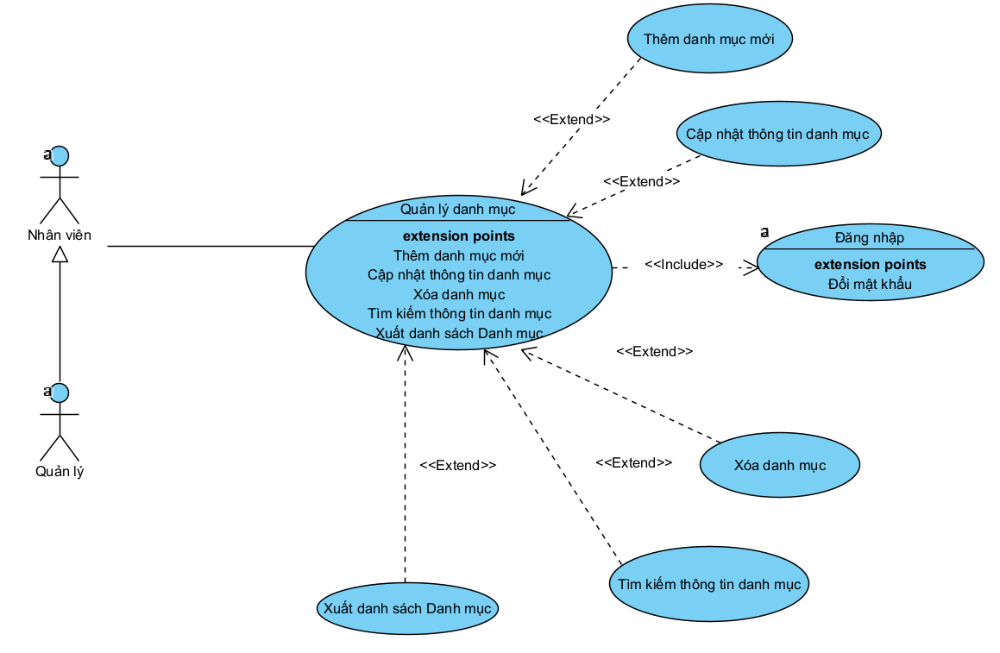 Thêm danh mục mới
<<Extend>>
Cập nhật thông tin danh mục
<<Extend>>
a
Nhân viên
Quản lý danh mục
extension points
Thêm danh mục mới
Cập nhật thông tin danh mục
Xóa danh mục
Tìm kiếm thông tin danh mục
Xuất danh sách Danh mục
<<Include>>
a
Đăng nhập
extension points
Đổi mật khẩu
<<Extend>>
a
Quản lý
<<Extend>>
<<Extend>>
Xóa danh mục
Tìm kiếm thông tin danh mục
Xuất danh sách Danh mục